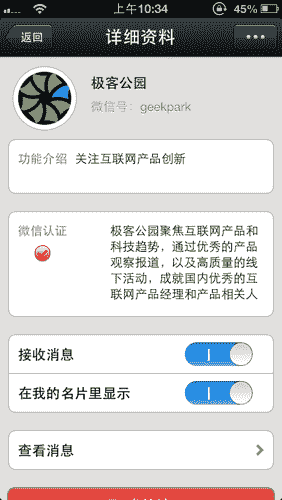 上午10:34
45%
返回
详细资料
极客公园
微信号：geekpark
功能介绍 关注互联网产品创新
微信认证 极客公园聚焦互联网产品和
科技趋势，通过优秀的产品
观察报道，以及高质量的线
下活动，成就国内优秀的互
联网产品经理和产品相关人
接收消息
在我的名片里显示
查看消息